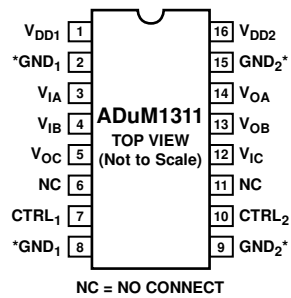 VDD1 1 16 VDD2
*GND1 2 15 GND2*
VIA 3 14 VOA
VIB 4 13 VOB
VOC 5 12 VIC
NC 6 11 NC
CTRL1 7 10 CTRL2
*GND1 8 9 GND2*
ADuM1311
TOP VIEW
(Not to Scale)
NC = NO CONNECT